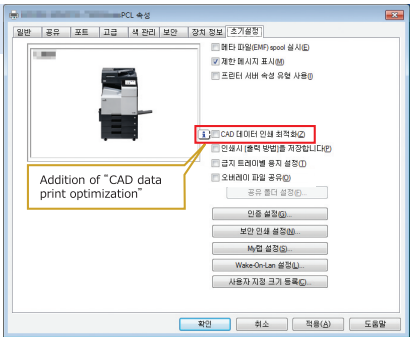 PCL 속성
일반 공유 포트 고급 색 관리 보안 장치 정보 초기설정
메타 파일(EMF) spool 실시(E)
제한 메시지 표시(M)
프린터 서버 속성 유형 사용(I)
CAD 데이터 인쇄 최적화(Z)
인쇄시 [출력 방법]을 저장합니다(P)
급지 트레이별 용지 설정(T)
오버레이 파일 공유(O)
공유 폴더 설정(F)...
Addition of "CAD data
print optimization"
인증 설정(G)...
보안 인쇄 설정(N)...
My탭 설정(S)...
Wake-On-Lan 설정(L)...
사용자 지정 크기 등록(C)...
확인 취소 적용(A) 도움말